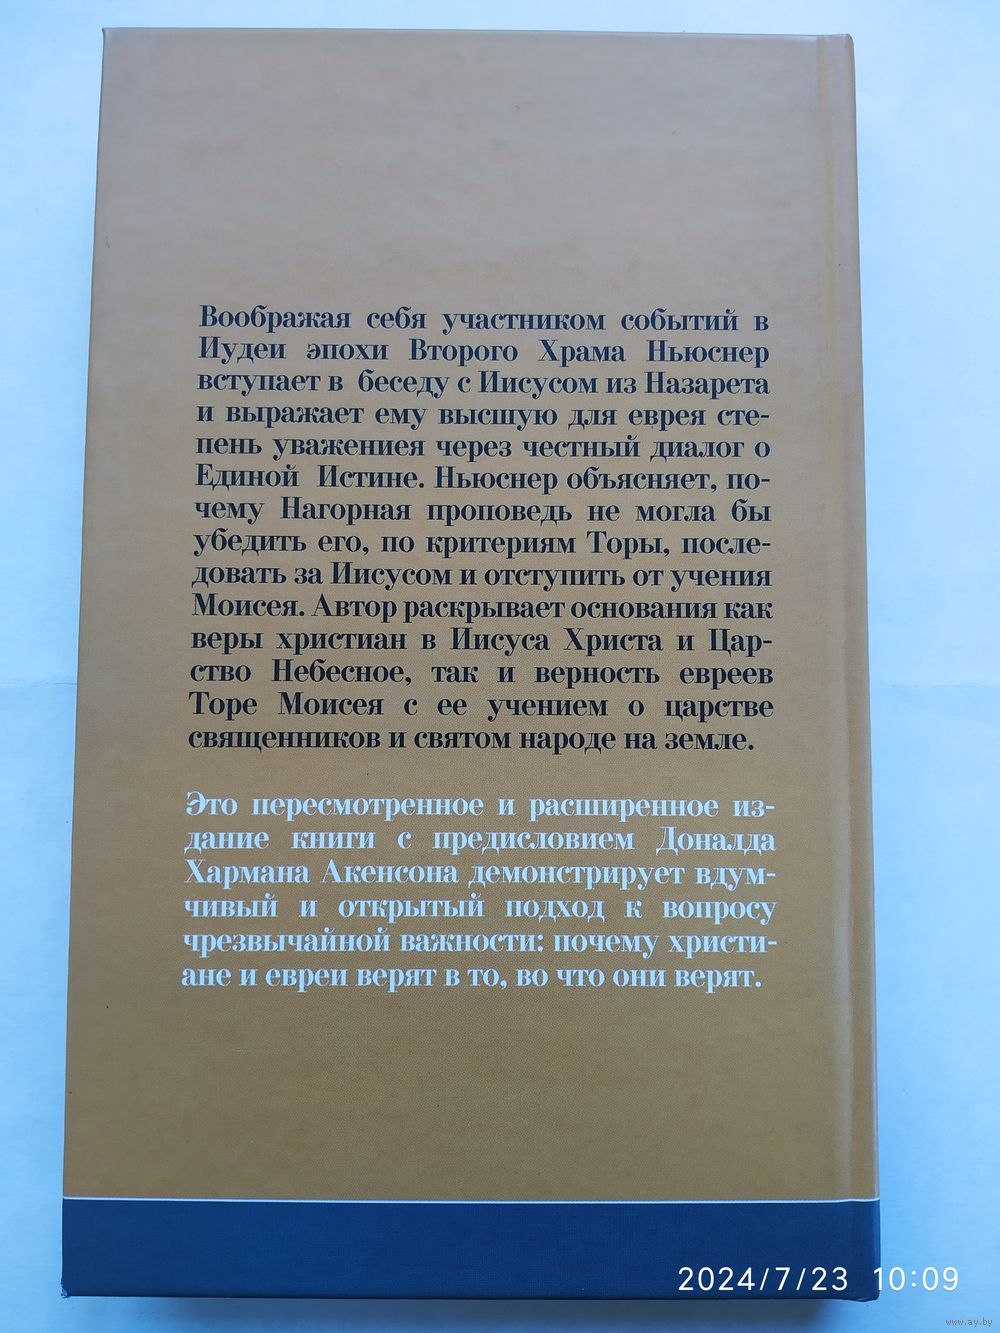 Воображая себя участником событий в
Иудеи эпохи Второго Храма Ньюснер
вступает в беседу с Иисусом из Назарета
и выражает ему высшую для еврея сте-
пень уважениея через честный диалог о
Единой Истине. Ньюснер объясняет, по-
чему Нагорная проповедь не могла бы
убедить его, по критериям Торы, после-
довать за Иисусом и отступить от учения
Моисея. Автор раскрывает основания как
веры христиан в Иисуса Христа и Цар-
ство Небесное, так и верность евреев
Торе Моисея с ее учением о царстве
священников и святом народе на земле.
Это пересмотренное и расширенное из-
дание книги с предисловием Доналда
Хармана Акенсона демонстрирует вдум-
чивый и открытый подход к вопросу
чрезвычайной важности: почему христи-
ане и евреи верят в то, во что они верят.
2024/7/23 10:09
www.ay.by